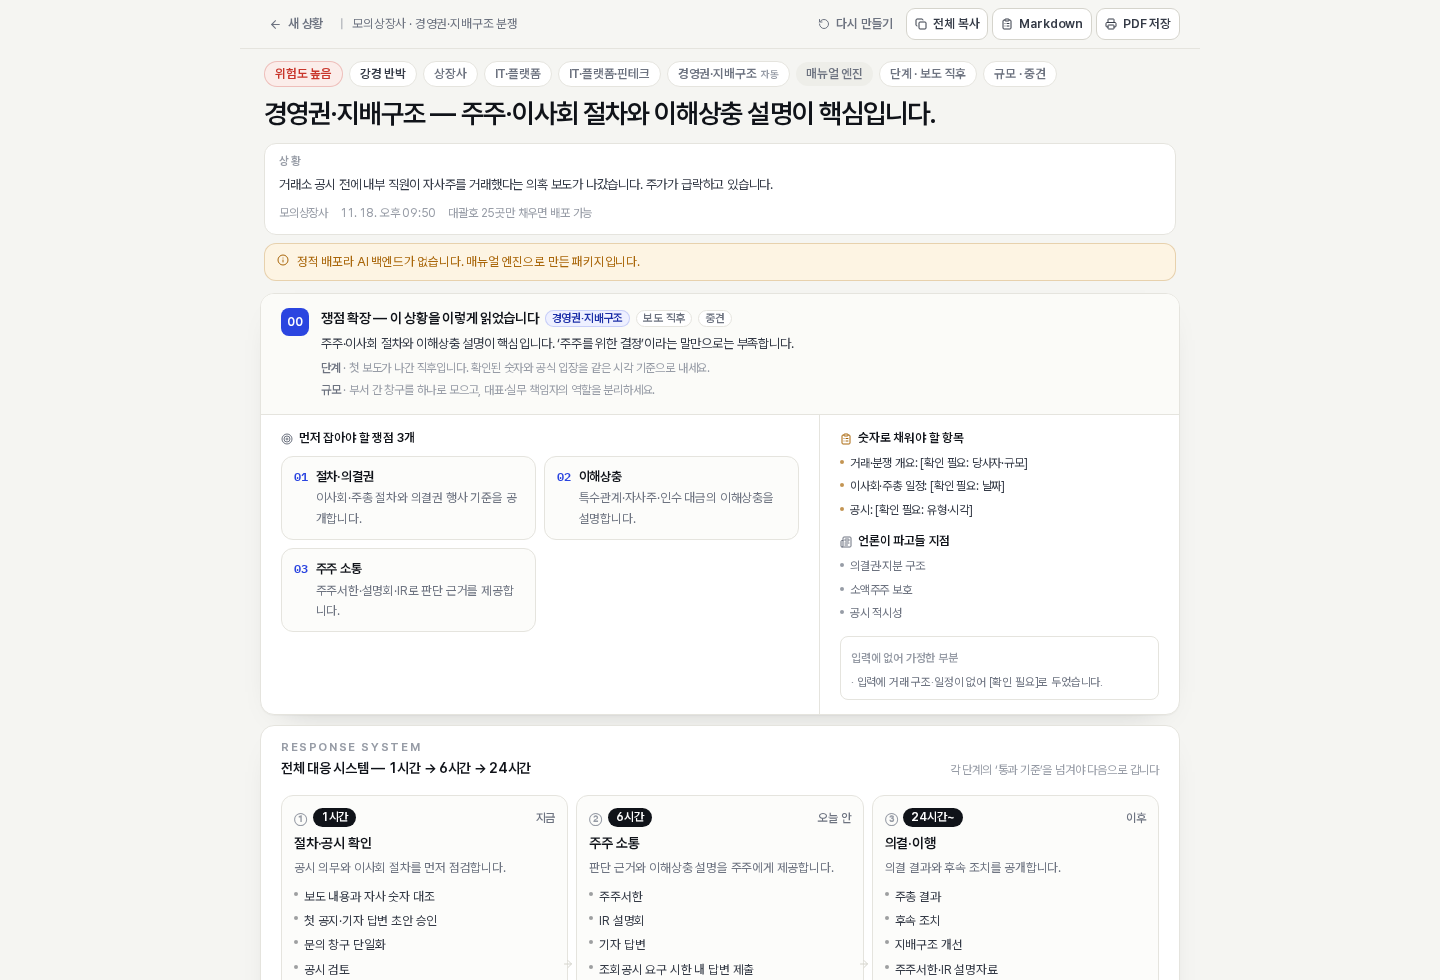 새 상황 | 모의상장사 · 경영권·지배구조 분쟁
다시 만들기 전체 복사 Markdown PDF 저장
위험도 높음 강경 반박 상장사 IT·플랫폼 IT·플랫폼·핀테크 경영권·지배구조 자동 매뉴얼 엔진 단계 · 보도 직후 규모 · 중견
경영권·지배구조 — 주주·이사회 절차와 이해상충 설명이 핵심입니다.
상황
거래소 공시 전에 내부 직원이 자사주를 거래했다는 의혹 보도가 나갔습니다. 주가가 급락하고 있습니다.
모의상장사 11. 18. 오후 09:50 대괄호 25곳만 채우면 배포 가능
정적 배포라 AI 백엔드가 없습니다. 매뉴얼 엔진으로 만든 패키지입니다.
00 쟁점 확장 — 이 상황을 이렇게 읽었습니다 경영권·지배구조 보도 직후 중견
주주·이사회 절차와 이해상충 설명이 핵심입니다. ‘주주를 위한 결정’이라는 말만으로는 부족합니다.
단계 · 첫 보도가 나간 직후입니다. 확인된 숫자와 공식 입장을 같은 시각 기준으로 내세요.
규모 · 부서 간 창구를 하나로 모으고, 대표·실무 책임자의 역할을 분리하세요.
먼저 잡아야 할 쟁점 3개
01 절차·의결권
이사회·주총 절차와 의결권 행사 기준을 공
개합니다.
02 이해상충
특수관계·자사주·인수 대금의 이해상충을
설명합니다.
03 주주 소통
주주서한·설명회·IR로 판단 근거를 제공합
니다.
숫자로 채워야 할 항목
거래·분쟁 개요: [확인 필요: 당사자·규모]
이사회·주총 일정: [확인 필요: 날짜]
공시: [확인 필요: 유형·시각]
언론이 파고들 지점
의결권·지분 구조
소액주주 보호
공시 적시성
입력에 없어 가정한 부분
· 입력에 거래 구조·일정이 없어 [확인 필요]로 두었습니다.
RESPONSE SYSTEM
전체 대응 시스템 — 1시간 → 6시간 → 24시간
각 단계의 ‘통과 기준’을 넘겨야 다음으로 갑니다
1 1시간 지금
절차·공시 확인
공시 의무와 이사회 절차를 먼저 점검합니다.
보도 내용과 자사 숫자 대조
첫 공지·기자 답변 초안 승인
문의 창구 단일화
공시 검토
2 6시간 오늘 안
주주 소통
판단 근거와 이해상충 설명을 주주에게 제공합니다.
주주서한
IR 설명회
기자 답변
조회공시 요구 시한 내 답변 제출
3 24시간~ 이후
의결·이행
의결 결과와 후속 조치를 공개합니다.
주총 결과
후속 조치
지배구조 개선
주주서한·IR 설명자료